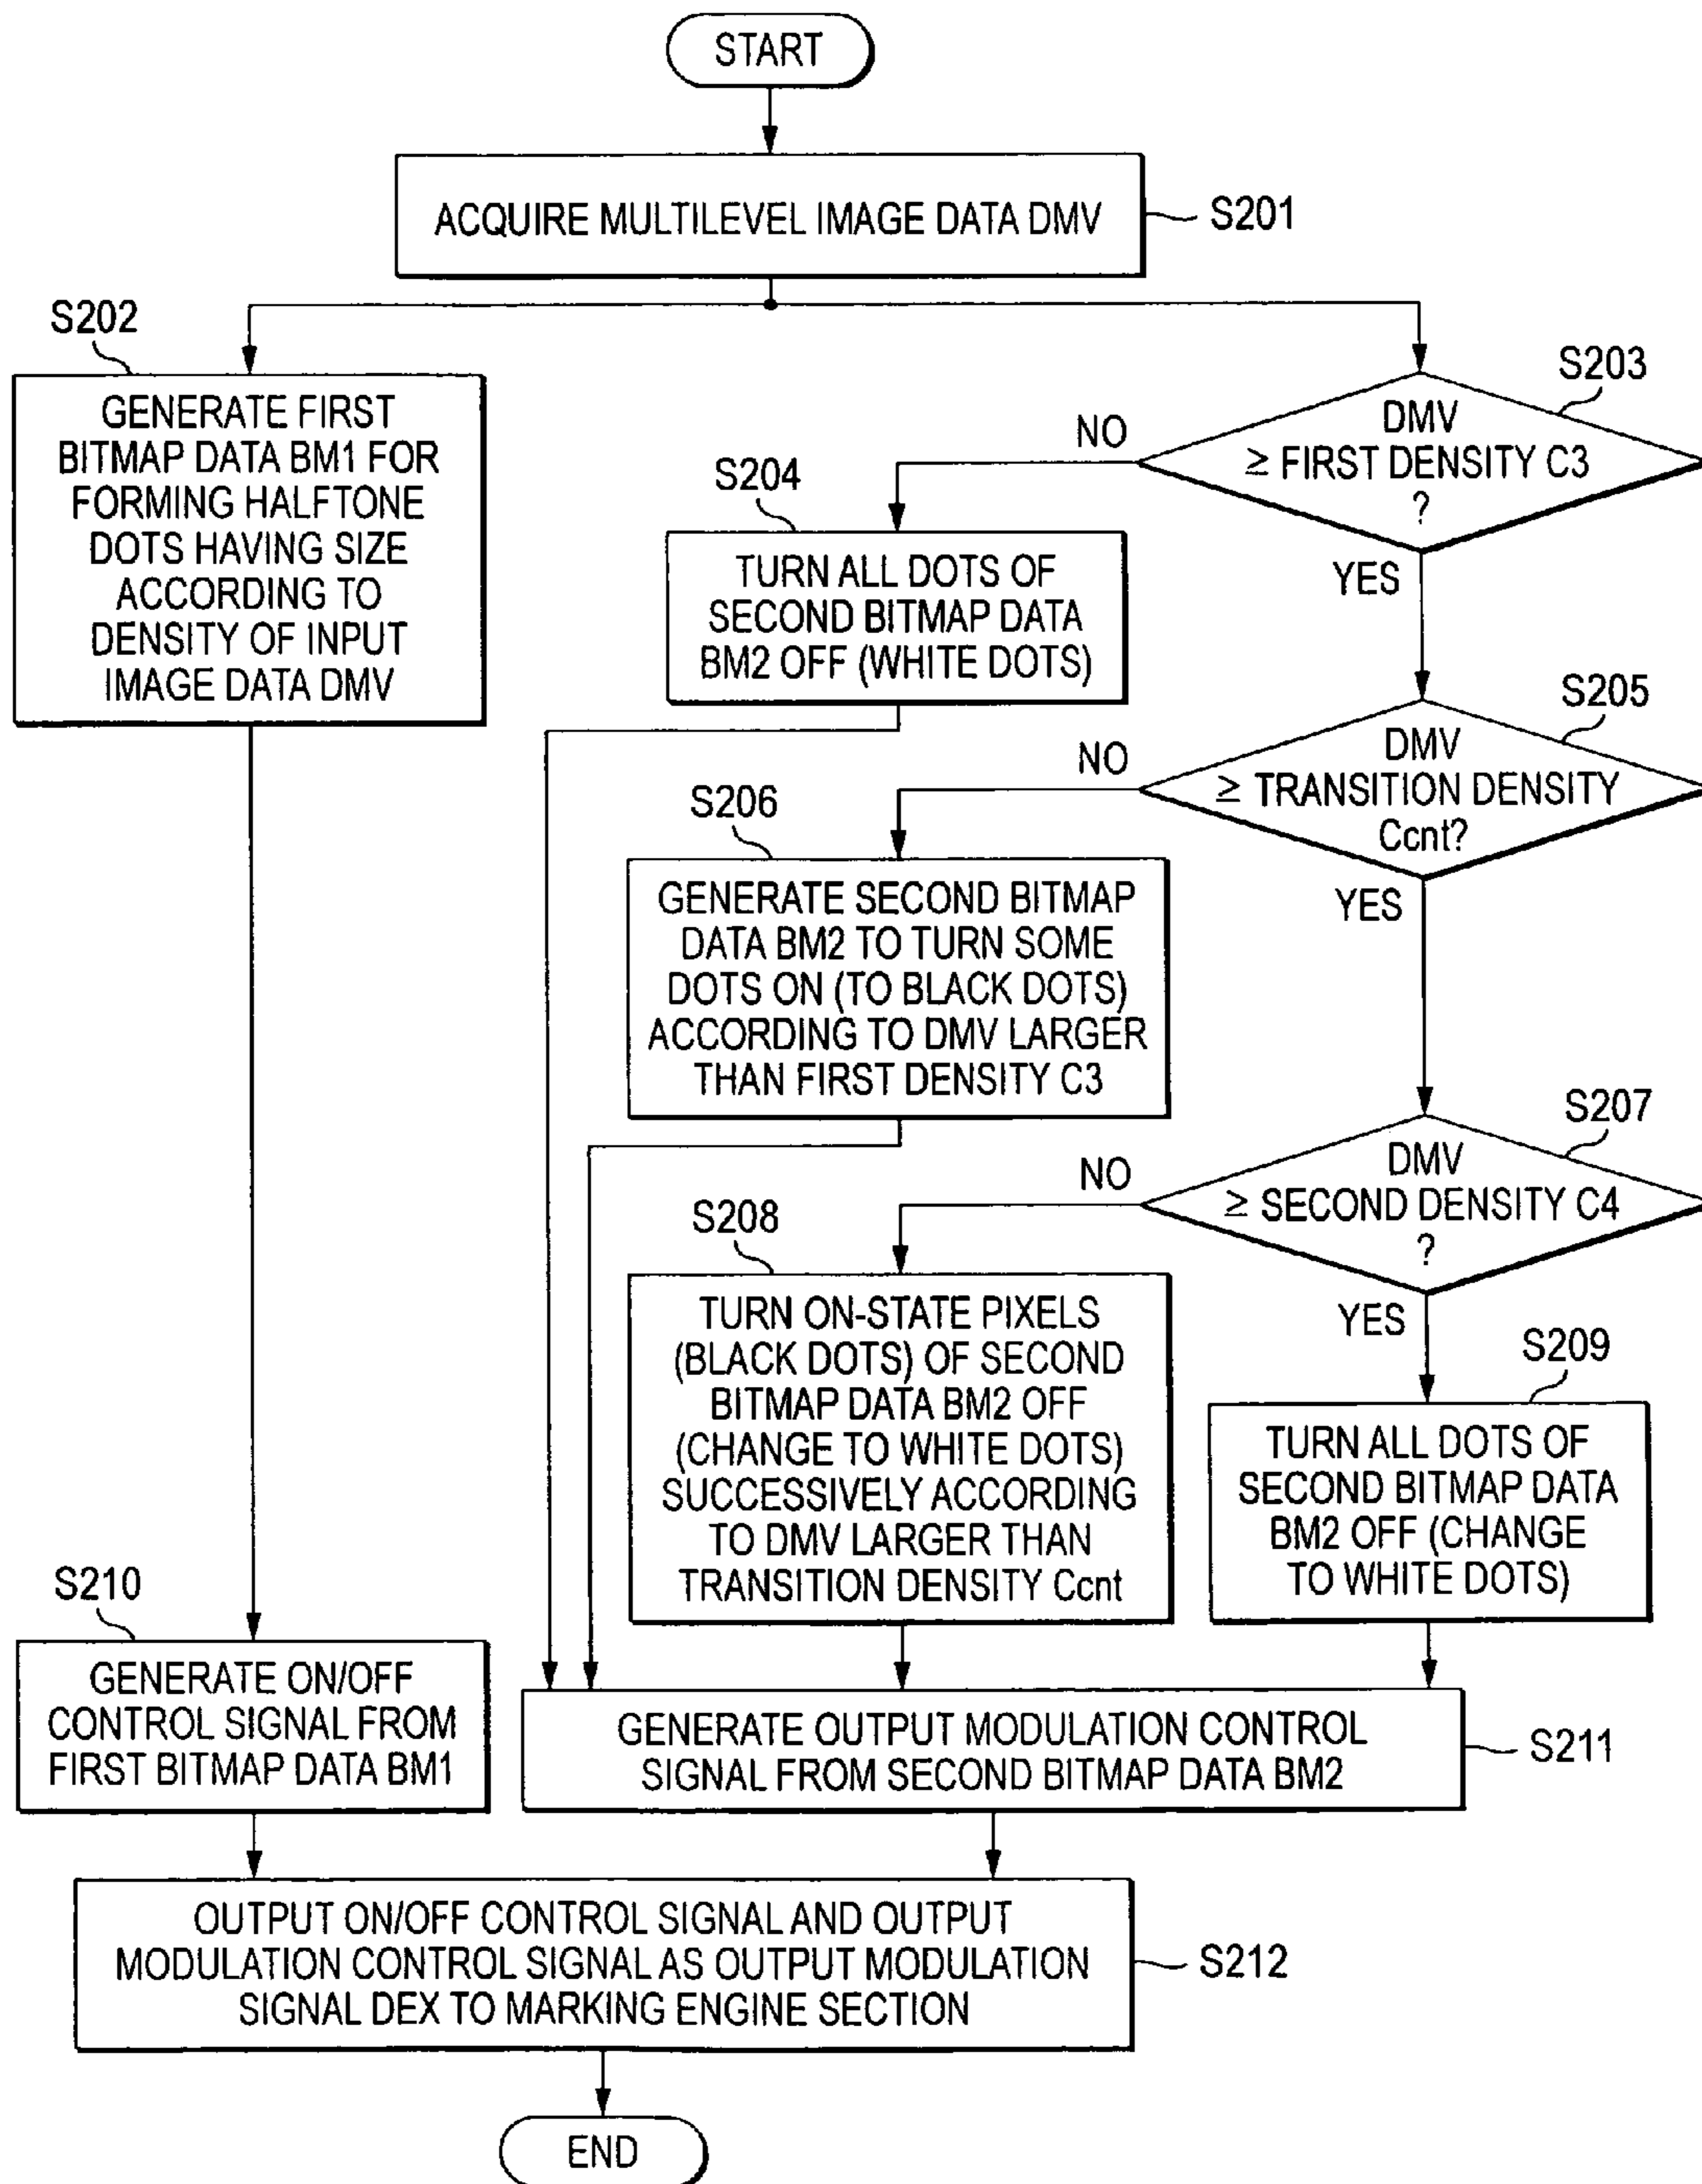 START
ACQUIRE MULTILEVEL IMAGE DATA DMV
S201
S202
GENERATE FIRST
BITMAP DATA BM1 FOR
FORMING HALFTONE
DOTS HAVING SIZE
ACCORDING TO
DENSITY OF INPUT
IMAGE DATA DMV
S203
DMV
≥ FIRST DENSITY C3
?
NO
YES
S204
TURN ALL DOTS OF
SECOND BITMAP DATA
BM2 OFF (WHITE DOTS)
S205
DMV
≥ TRANSITION DENSITY
Ccnt?
NO
YES
S206
GENERATE SECOND BITMAP
DATA BM2 TO TURN SOME
DOTS ON (TO BLACK DOTS)
ACCORDING TO DMV LARGER
THAN FIRST DENSITY C3
S207
DMV
≥ SECOND DENSITY C4
?
NO
YES
S208
TURN ON-STATE PIXELS
(BLACK DOTS) OF SECOND
BITMAP DATA BM2 OFF
(CHANGE TO WHITE DOTS)
SUCCESSIVELY ACCORDING
TO DMV LARGER THAN
TRANSITION DENSITY Ccnt
S209
TURN ALL DOTS OF
SECOND BITMAP DATA
BM2 OFF (CHANGE
TO WHITE DOTS)
S210
GENERATE ON/OFF
CONTROL SIGNAL FROM
FIRST BITMAP DATA BM1
GENERATE OUTPUT MODULATION CONTROL
SIGNAL FROM SECOND BITMAP DATA BM2
S211
OUTPUT ON/OFF CONTROL SIGNAL AND OUTPUT
MODULATION CONTROL SIGNAL AS OUTPUT MODULATION
SIGNAL DEX TO MARKING ENGINE SECTION
S212
END